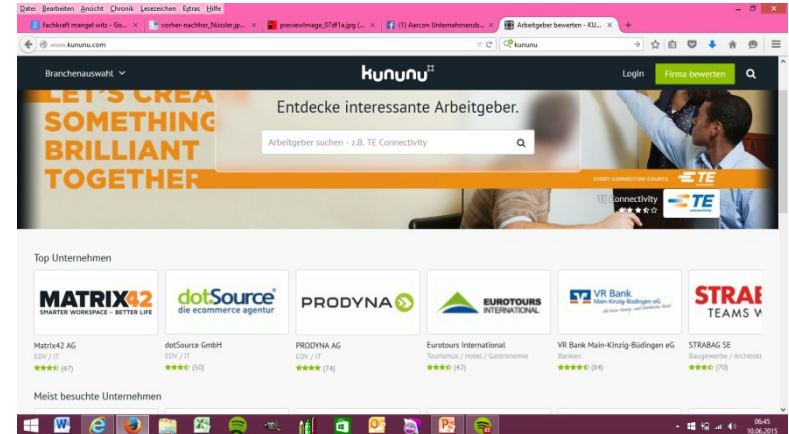 Datei Bearbeiten Ansicht Chronik Lesezeichen Extras Hilfe
fachkraft mangel witz - Go...
vorher-nachher_Nüssler.jp...
previewImage_07df1a.jpg (...
(1) Aarcon Unternehmensb...
Arbeitgeber bewerten - KU...
www.kununu.com
kununu
Branchenauswahl
kununu
Login
Firma bewerten
LET'S CREA
SOMETHING
BRILLIANT
TOGETHER
Entdecke interessante Arbeitgeber.
Arbeitgeber suchen - z.B. TE Connectivity
EVERY CONNECTION COUNTS
TE
TE Connectivity
TE
connectivity
Top Unternehmen
MATRIX42
SMARTER WORKSPACE - BETTER LIFE
dotSource
die ecommerce agentur
PRODYNA
EUROTOURS
INTERNATIONAL
VR Bank
Main-Kinzig-Büdingen eG
STRAB
TEAMS W
Matrix42 AG
EDV / IT
(47)
dotSource GmbH
EDV / IT
(50)
PRODYNA AG
EDV / IT
(74)
Eurotours International
Tourismus / Hotel / Gastronomie
(42)
VR Bank Main-Kinzig-Büdingen eG
Banken
(84)
STRABAG SE
Baugewerbe / Architekt
(70)
Meist besuchte Unternehmen
06:45
10.06.2015